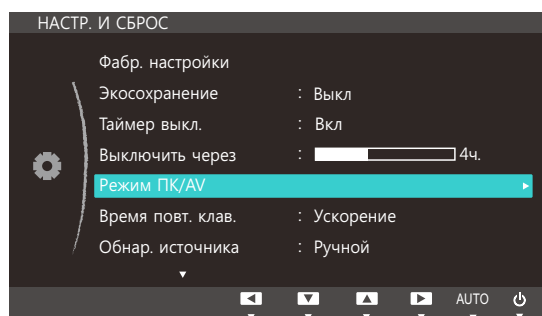 НАСТР. И СБРОС
Фабр. настройки
Экосохранение : Выкл
Таймер выкл. : Вкл
Выключить через : 4ч.
Режим ПК/AV
Время повт. клав. : Ускорение
Обнар. источника : Ручной
AUTO